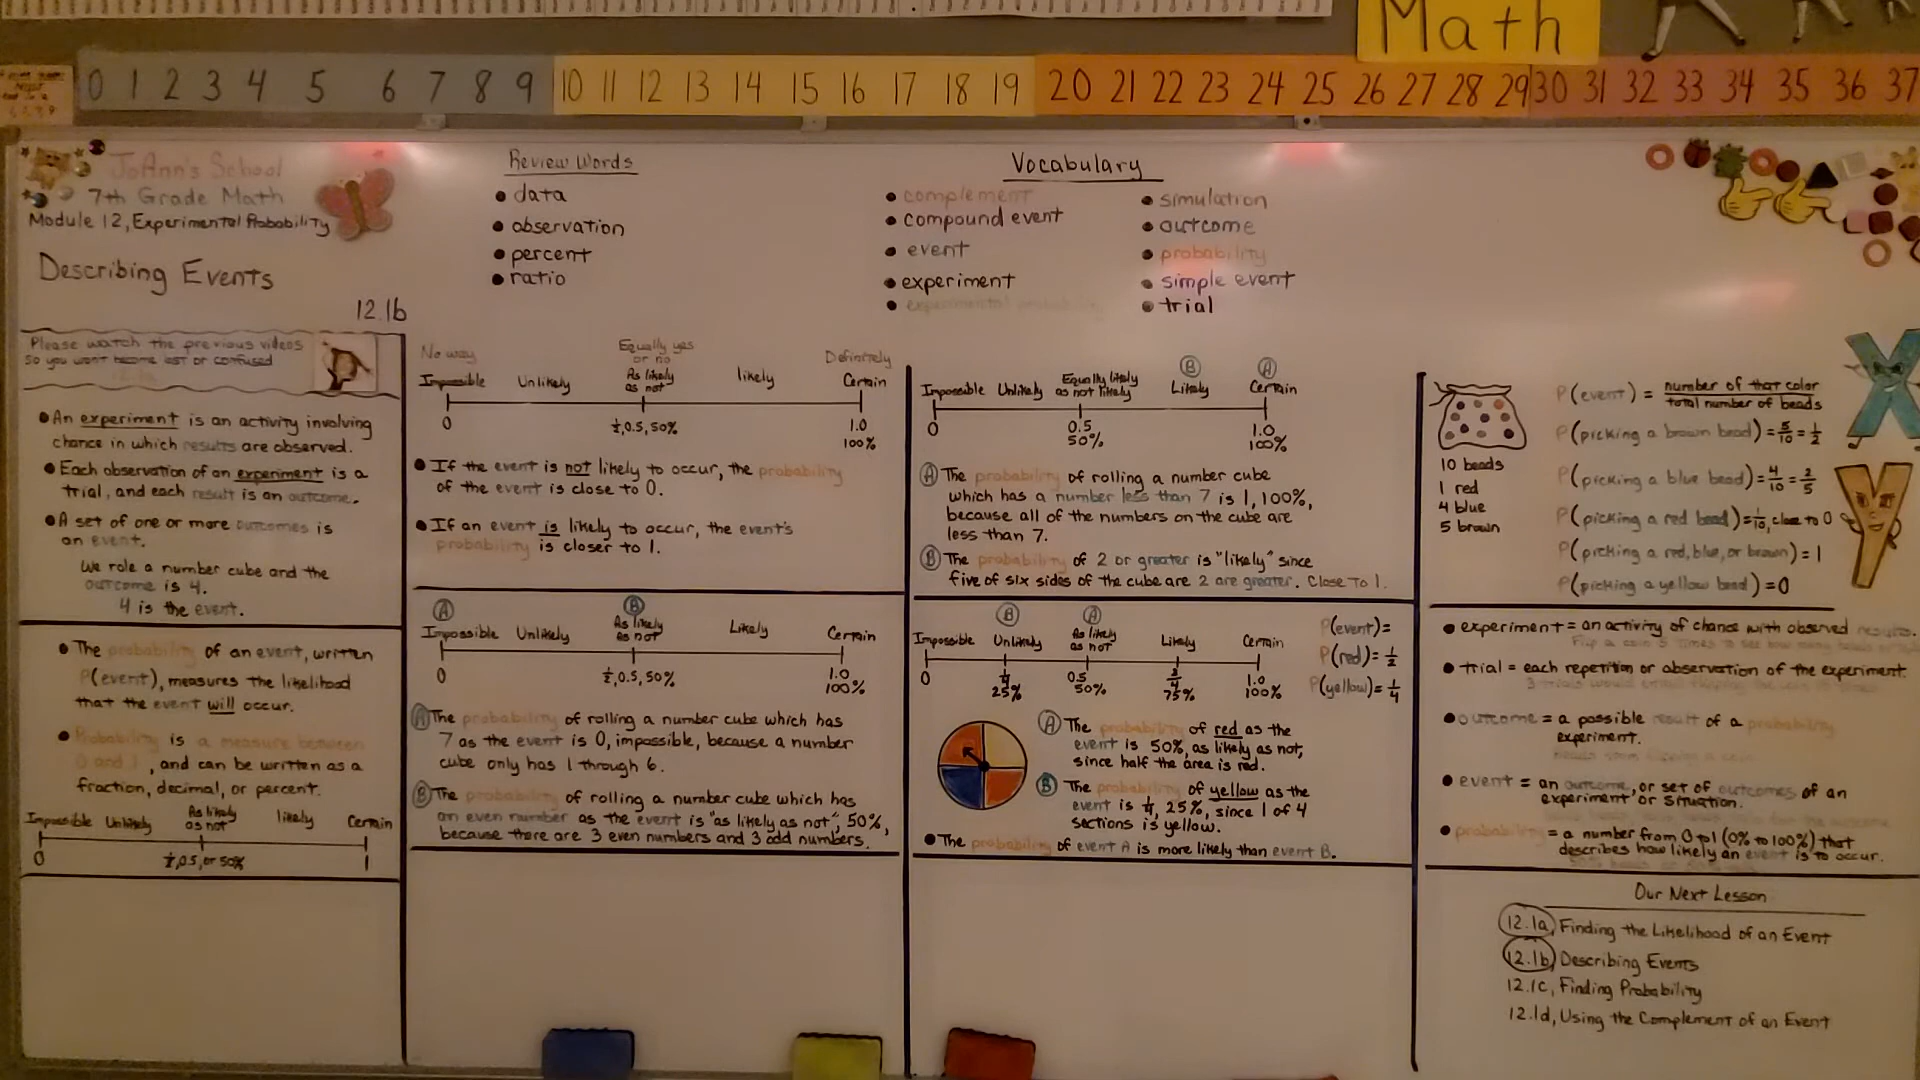 Math
0 1 2 3 4 5 6 7 8 9 10 11 12 13 14 15 16 17 18 19 20 21 22 23 24 25 26 27 28 29 30 31 32 33 34 35 36 37
JoAnn's School
7th Grade Math
Module 12, Experimental Probability
Describing Events
12.1b
Review Words
• data
• observation
• percent
• ratio
Vocabulary
• complement
• compound event
• event
• experiment
• experimental probability
• simulation
• outcome
• probability
• simple event
• trial
Please watch the previous videos
so you won't become lost or confused
• An experiment is an activity involving
chance in which results are observed.
• Each observation of an experiment is a
trial, and each result is an outcome.
• A set of one or more outcomes is
an event.
We role a number cube and the
outcome is 4.
4 is the event.
• The probability of an event, written
P(event), measures the likelihood
that the event will occur.
• Probability is a measure between
0 and 1, and can be written as a
fraction, decimal, or percent.
Impossible Unlikely As likely as not likely Certain
0 1/2, 0.5, or 50% 1
No way Equally yes or no Definitely
Impossible Unlikely As likely as not likely Certain
0 1/2, 0.5, 50% 1.0
100%
• If the event is not likely to occur, the probability
of the event is close to 0.
• If an event is likely to occur, the event's
probability is closer to 1.
A B
Impossible Unlikely As likely as not Likely Certain
0 1/2, 0.5, 50% 1.0
100%
A The probability of rolling a number cube which has
7 as the event is 0, impossible, because a number
cube only has 1 through 6.
B The probability of rolling a number cube which has
an even number as the event is "as likely as not", 50%,
because there are 3 even numbers and 3 odd numbers.
B A
Impossible Unlikely Equally likely as not likely Likely Certain
0 0.5 1.0
50% 100%
A The probability of rolling a number cube
which has a number less than 7 is 1, 100%,
because all of the numbers on the cube are
less than 7.
B The probability of 2 or greater is "likely" since
five of six sides of the cube are 2 are greater. Close to 1.
B A
Impossible Unlikely As likely as not Likely Certain
0 1/4 0.5 3/4 1.0
25% 50% 75% 100%
P(event)=
P(red)= 1/2
P(yellow)= 1/4
A The probability of red as the
event is 50%, as likely as not,
since half the area is red.
B The probability of yellow as the
event is 1/4, 25%, since 1 of 4
sections is yellow.
• The probability of event A is more likely than event B.
10 beads
1 red
4 blue
5 brown
P(event) = number of that color / total number of beads
P(picking a brown bead) = 5/10 = 1/2
P(picking a blue bead) = 4/10 = 2/5
P(picking a red bead) = 1/10, close to 0
P(picking a red, blue, or brown) = 1
P(picking a yellow bead) = 0
• experiment = an activity of chance with observed results.
Flip a coin 3 times to see how many heads
• trial = each repetition or observation of the experiment.
• outcome = a possible result of a probability
experiment.
• event = an outcome, or set of outcomes of an
experiment or situation.
• probability = a number from 0 to 1 (0% to 100%) that
describes how likely an event is to occur.
Our Next Lesson
12.1a, Finding the Likelihood of an Event
12.1b, Describing Events
12.1c, Finding Probability
12.1d, Using the Complement of an Event
X
Y